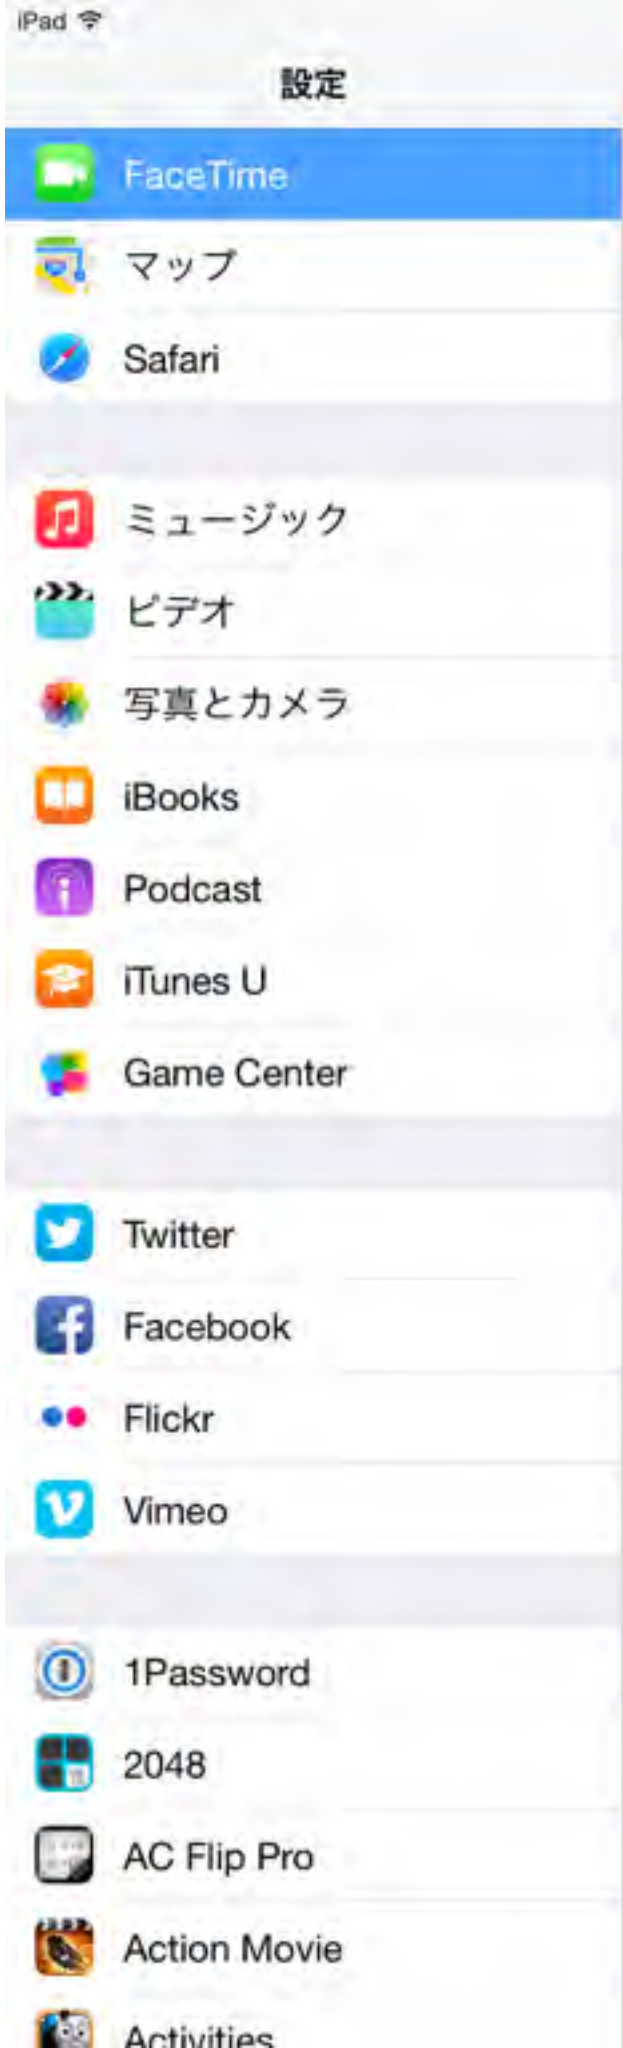 iPad
設定
FaceTime
マップ
Safari
ミュージック
ビデオ
写真とカメラ
iBooks
Podcast
iTunes U
Game Center
Twitter
Facebook
Flickr
Vimeo
1Password
2048
AC Flip Pro
Action Movie
Activities